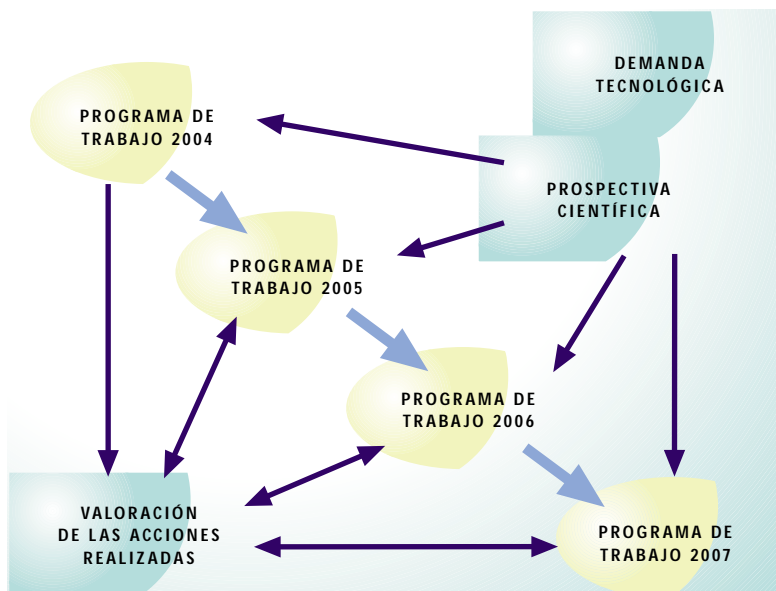 DEMANDA
TECNOLÓGICA
PROGRAMA DE
TRABAJO 2004
PROSPECTIVA
CIENTÍFICA
PROGRAMA DE
TRABAJO 2005
PROGRAMA DE
TRABAJO 2006
VALORACIÓN
DE LAS ACCIONES
REALIZADAS
PROGRAMA DE
TRABAJO 2007